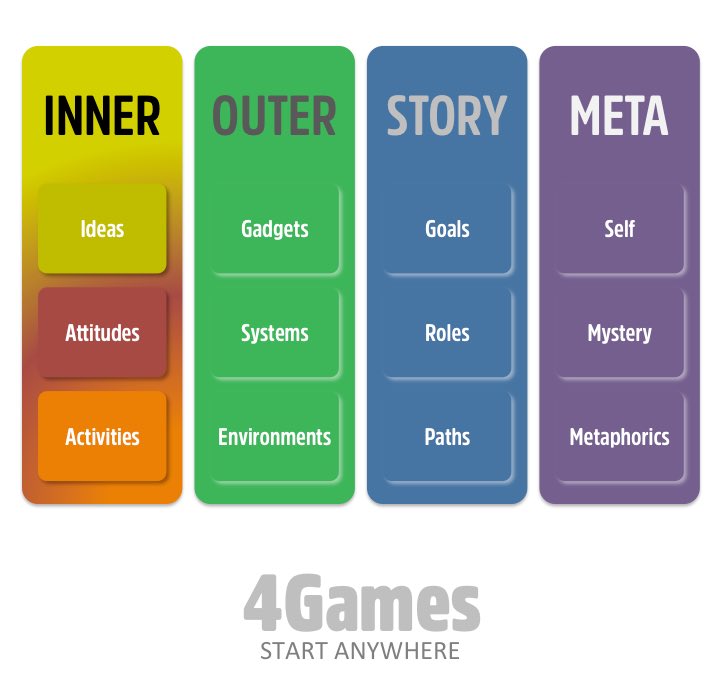 INNER
Ideas
Attitudes
Activities
OUTER
Gadgets
Systems
Environments
STORY
Goals
Roles
Paths
META
Self
Mystery
Metaphorics
4Games
START ANYWHERE